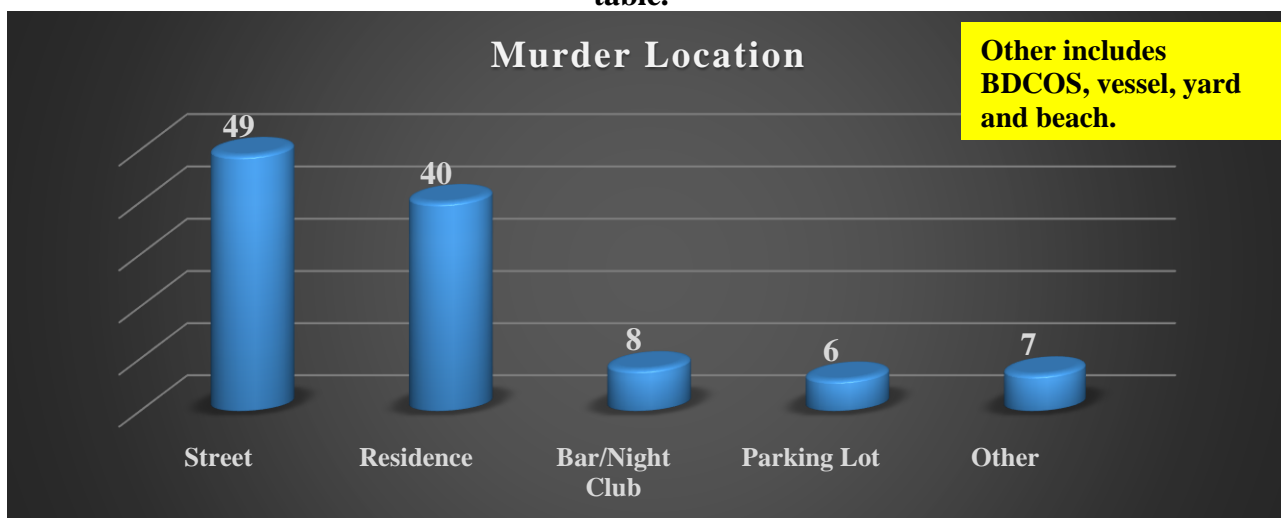 table.
Murder Location
Other includes
BDCOS, vessel, yard
and beach.
49
40
8
6
7
Street
Residence
Bar/Night
Club
Parking Lot
Other